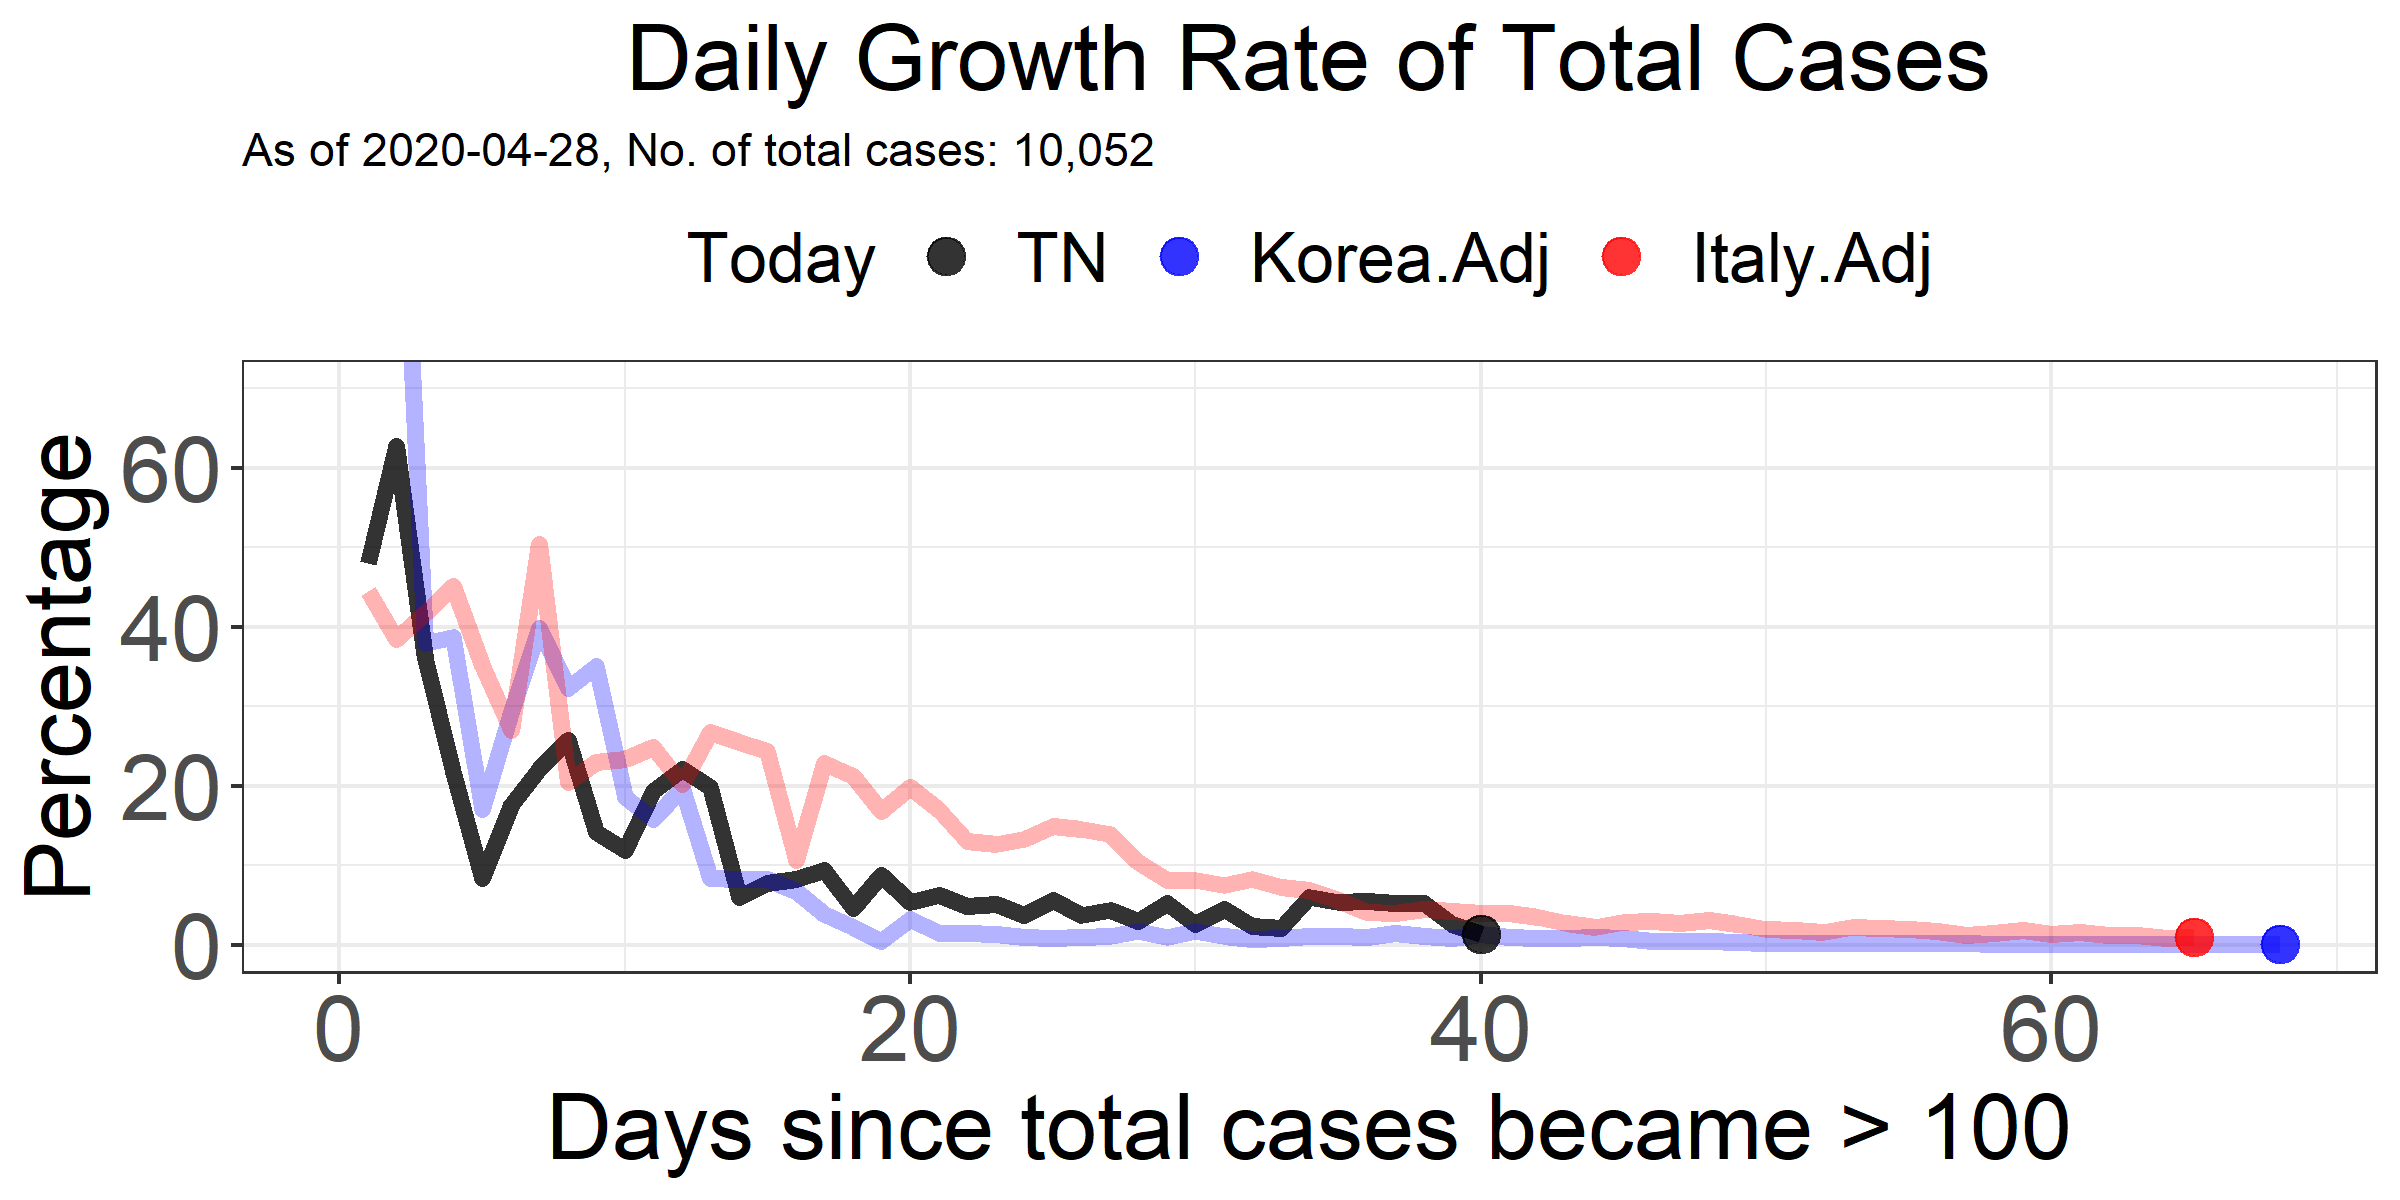 Daily Growth Rate of Total Cases
As of 2020-04-28, No. of total cases: 10,052
Today TN Korea.Adj Italy.Adj
Percentage
60
40
20
0
0 20 40 60
Days since total cases became > 100